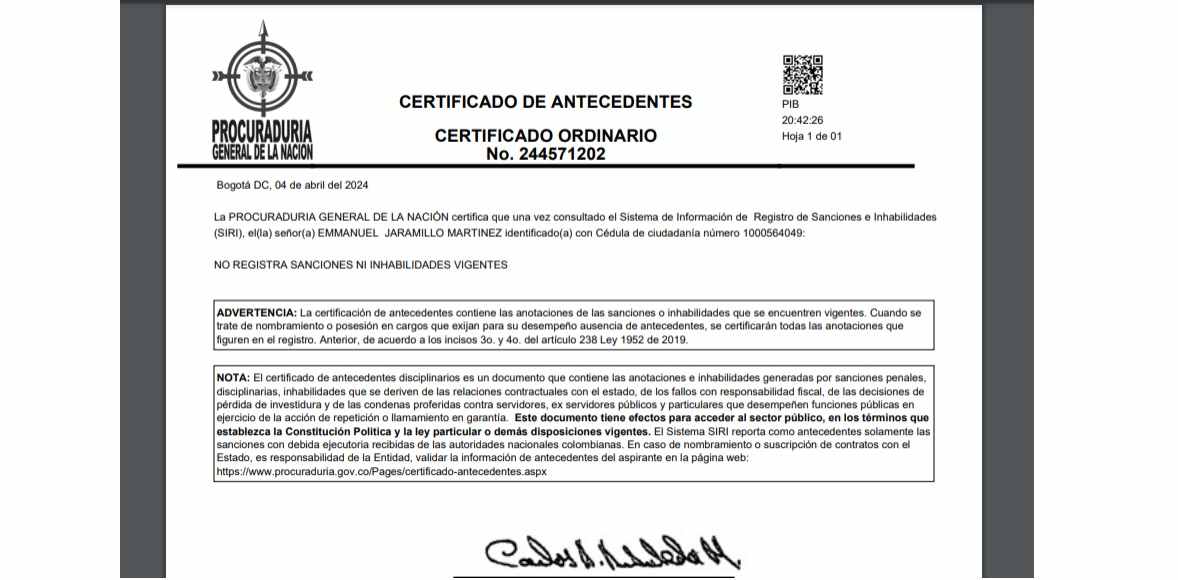 PROCURADURIA
GENERAL DE LA NACION
CERTIFICADO DE ANTECEDENTES
CERTIFICADO ORDINARIO
No. 244571202
PIB
20:42:26
Hoja 1 de 01
Bogotá DC, 04 de abril del 2024
La PROCURADURIA GENERAL DE LA NACIÓN certifica que una vez consultado el Sistema de Información de Registro de Sanciones e Inhabilidades
(SIRI), el(la) señor(a) EMMANUEL JARAMILLO MARTINEZ identificado(a) con Cédula de ciudadanía número 1000564049:
NO REGISTRA SANCIONES NI INHABILIDADES VIGENTES
ADVERTENCIA: La certificación de antecedentes contiene las anotaciones de las sanciones o inhabilidades que se encuentren vigentes. Cuando se
trate de nombramiento o posesión en cargos que exijan para su desempeño ausencia de antecedentes, se certificarán todas las anotaciones que
figuren en el registro. Anterior, de acuerdo a los incisos 3o. y 4o. del artículo 238 Ley 1952 de 2019.
NOTA: El certificado de antecedentes disciplinarios es un documento que contiene las anotaciones e inhabilidades generadas por sanciones penales,
disciplinarias, inhabilidades que se deriven de las relaciones contractuales con el estado, de los fallos con responsabilidad fiscal, de las decisiones de
pérdida de investidura y de las condenas proferidas contra servidores, ex servidores públicos y particulares que desempeñen funciones públicas en
ejercicio de la acción de repetición o llamamiento en garantía. Este documento tiene efectos para acceder al sector público, en los términos que
establezca la Constitución Política y la ley particular o demás disposiciones vigentes. El Sistema SIRI reporta como antecedentes solamente las
sanciones con debida ejecutoria recibidas de las autoridades nacionales colombianas. En caso de nombramiento o suscripción de contratos con el
Estado, es responsabilidad de la Entidad, validar la información de antecedentes del aspirante en la página web:
https://www.procuraduria.gov.co/Pages/certificado-antecedentes.aspx
Carlos